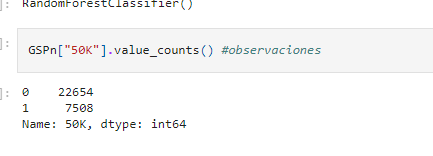 ]: RandomForestClassifier()
]: GSPn["50K"].value_counts() #observaciones
]: 0    22654
1     7508
Name: 50K, dtype: int64